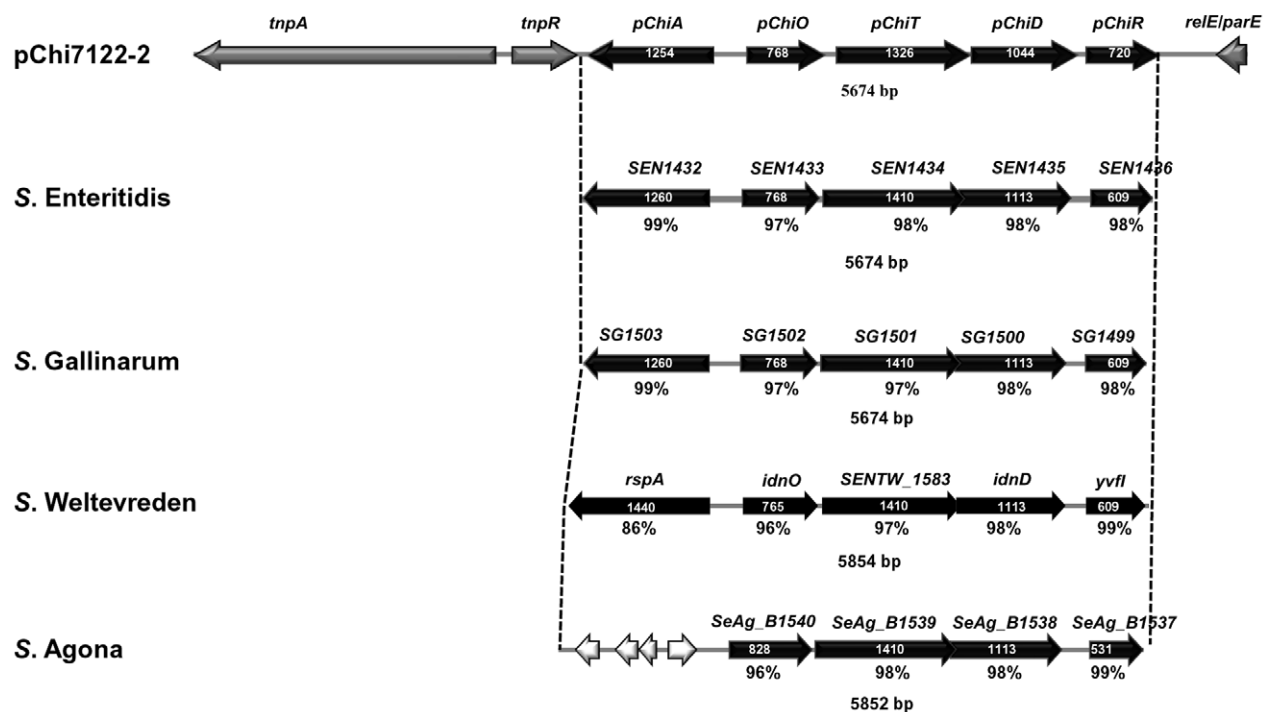 tnpA tnpR pChiA pChiO pChiT pChiD pChiR relE/parE
pChi7122-2 1254 768 1326 1044 720
5674 bp
SEN1432 SEN1433 SEN1434 SEN1435 SEN1436
S. Enteritidis 1260 768 1410 1113 609
99% 97% 98% 98% 98%
5674 bp
SG1503 SG1502 SG1501 SG1500 SG1499
S. Gallinarum 1260 768 1410 1113 609
99% 97% 97% 98% 98%
5674 bp
rspA idnO SENTW_1583 idnD yvfI
S. Weltevreden 1440 765 1410 1113 609
86% 96% 97% 98% 99%
5854 bp
SeAg_B1540 SeAg_B1539 SeAg_B1538 SeAg_B1537
S. Agona 828 1410 1113 531
96% 98% 98% 99%
5852 bp